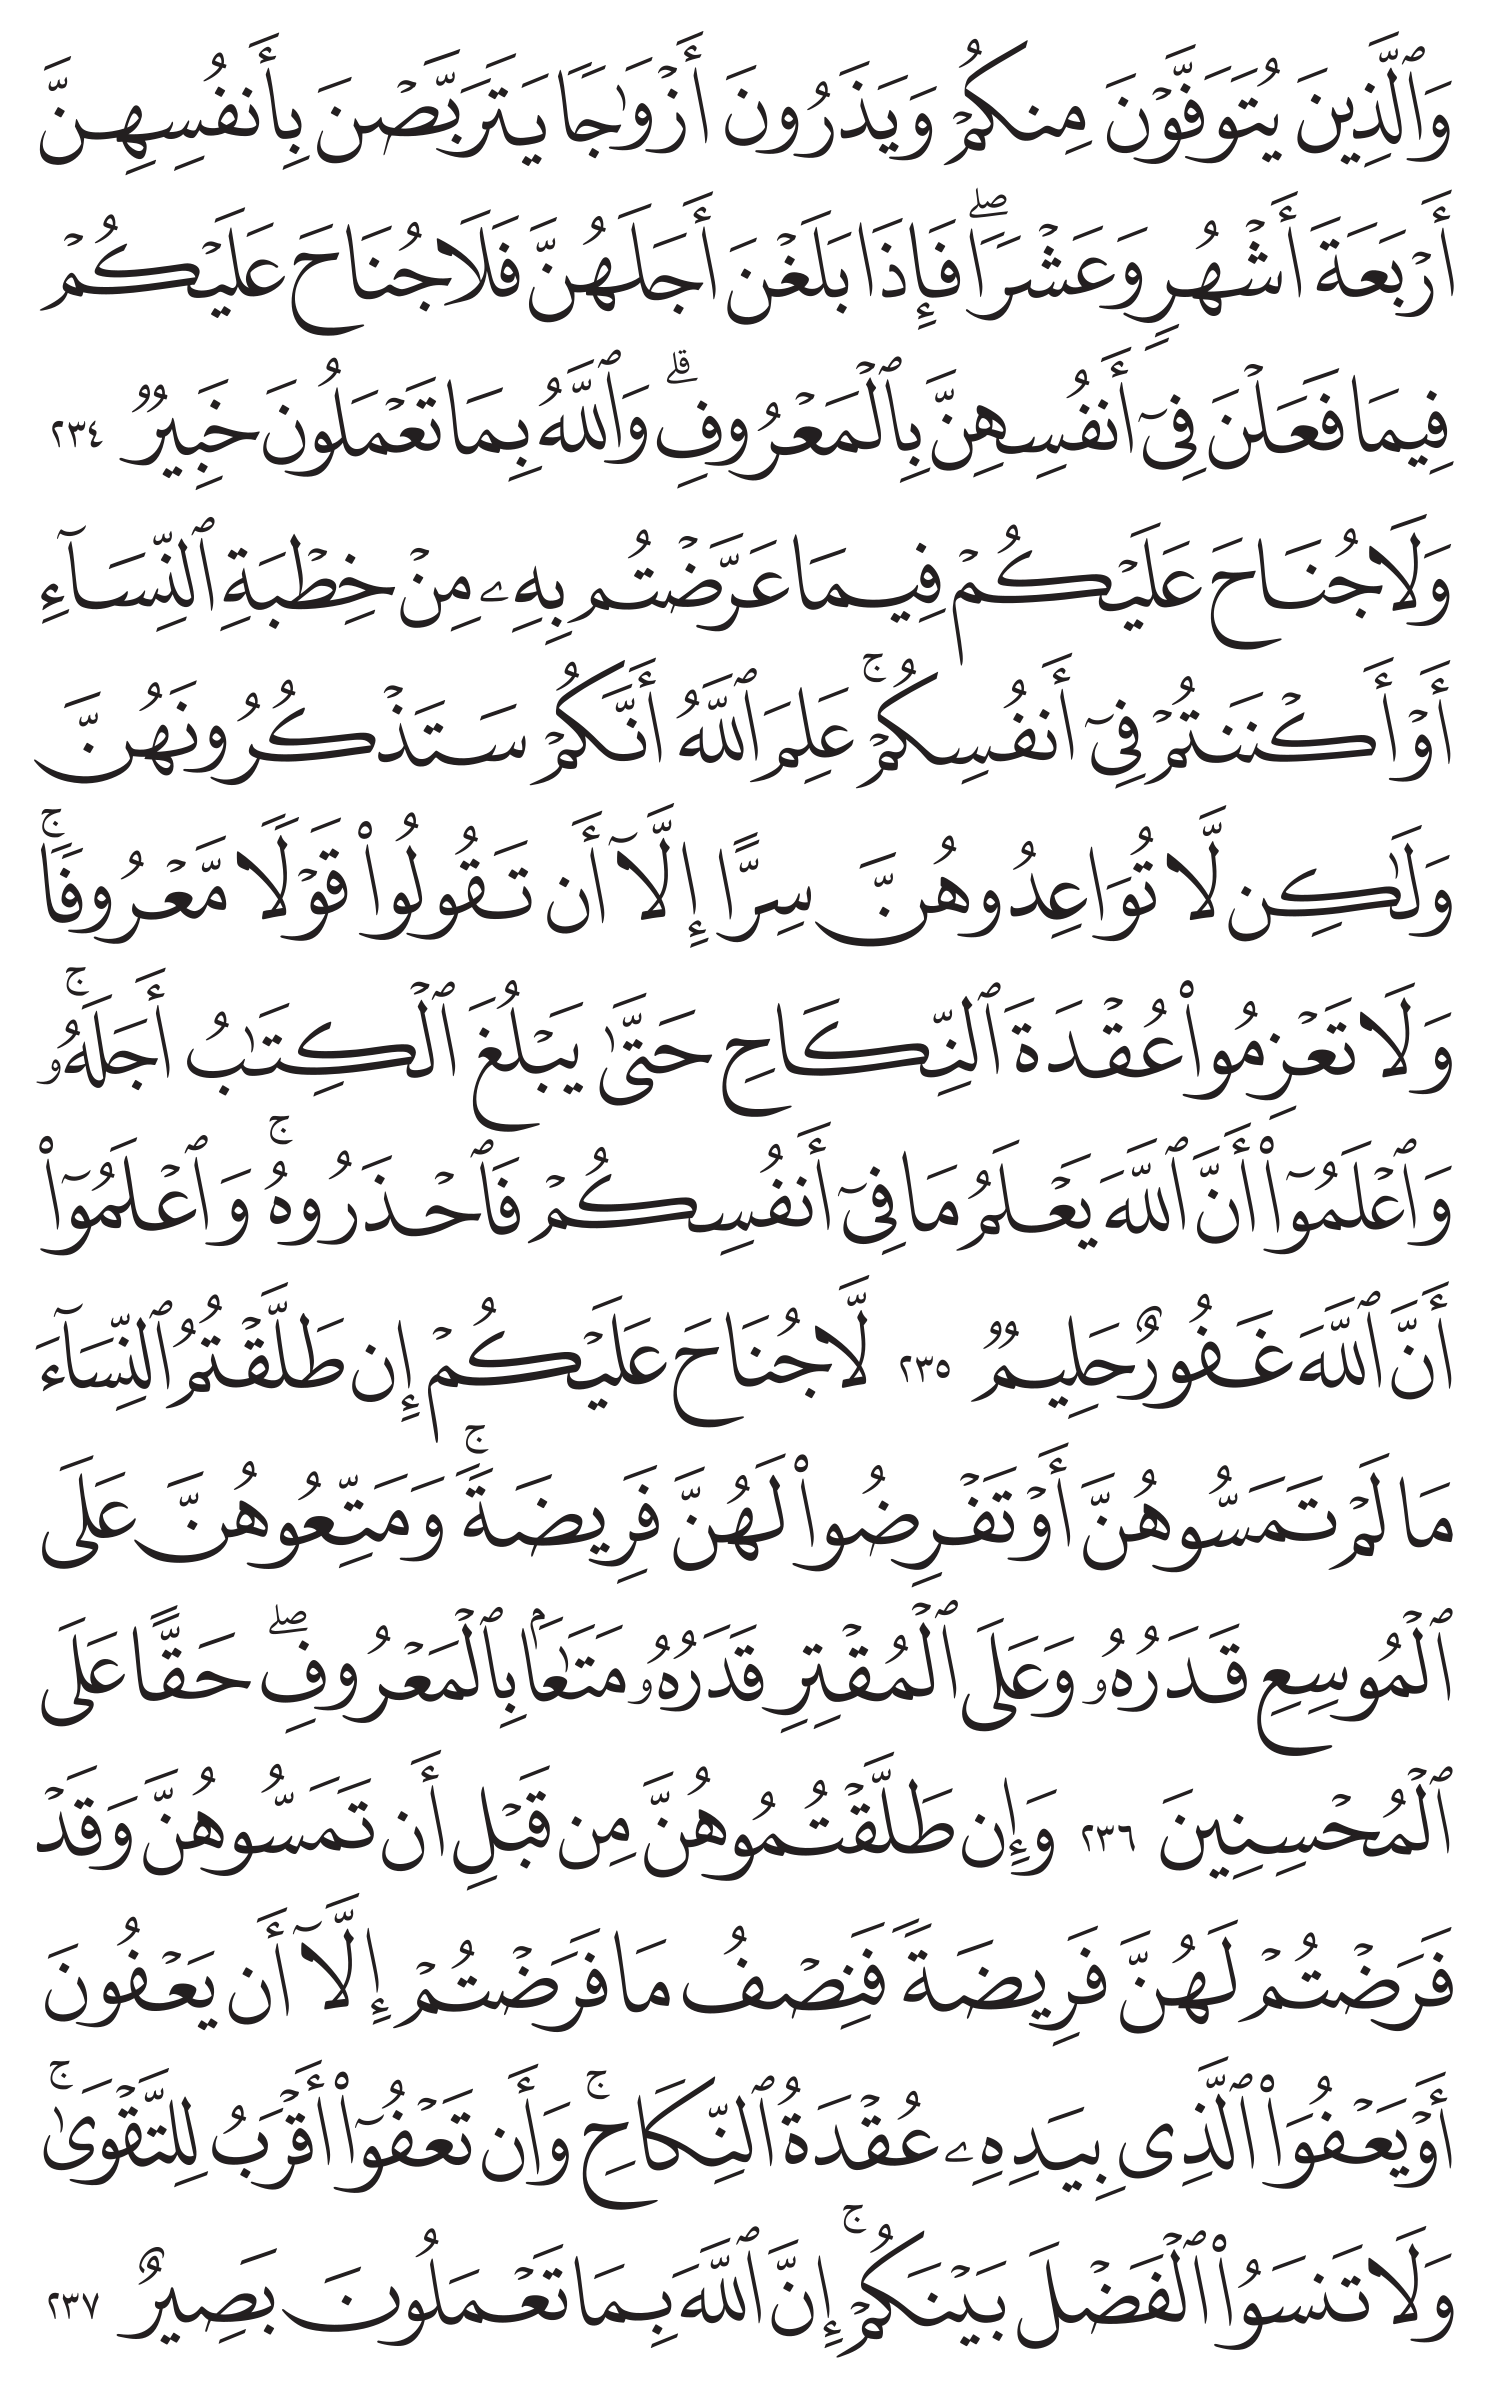 وَٱلَّذِينَ يُتَوَفَّوۡنَ مِنكُمۡ وَيَذَرُونَ أَزۡوَٰجٗا يَتَرَبَّصۡنَ بِأَنفُسِهِنَّ
أَرۡبَعَةَ أَشۡهُرٖ وَعَشۡرٗاۖ فَإِذَا بَلَغۡنَ أَجَلَهُنَّ فَلَا جُنَاحَ عَلَيۡكُمۡ
فِيمَا فَعَلۡنَ فِيٓ أَنفُسِهِنَّ بِٱلۡمَعۡرُوفِۗ وَٱللَّهُ بِمَا تَعۡمَلُونَ خَبِيرٞ ٢٣٤
وَلَا جُنَاحَ عَلَيۡكُمۡ فِيمَا عَرَّضۡتُم بِهِۦ مِنۡ خِطۡبَةِ ٱلنِّسَآءِ
أَوۡ أَكۡنَنتُمۡ فِيٓ أَنفُسِكُمۡۚ عَلِمَ ٱللَّهُ أَنَّكُمۡ سَتَذۡكُرُونَهُنَّ
وَلَٰكِن لَّا تُوَاعِدُوهُنَّ سِرًّا إِلَّآ أَن تَقُولُواْ قَوۡلٗا مَّعۡرُوفٗاۚ
وَلَا تَعۡزِمُواْ عُقۡدَةَ ٱلنِّكَاحِ حَتَّىٰ يَبۡلُغَ ٱلۡكِتَٰبُ أَجَلَهُۥۚ
وَٱعۡلَمُوٓاْ أَنَّ ٱللَّهَ يَعۡلَمُ مَا فِيٓ أَنفُسِكُمۡ فَٱحۡذَرُوهُۚ وَٱعۡلَمُوٓاْ
أَنَّ ٱللَّهَ غَفُورٌ حَلِيمٞ ٢٣٥ لَّا جُنَاحَ عَلَيۡكُمۡ إِن طَلَّقۡتُمُ ٱلنِّسَآءَ
مَا لَمۡ تَمَسُّوهُنَّ أَوۡ تَفۡرِضُواْ لَهُنَّ فَرِيضَةٗۚ وَمَتِّعُوهُنَّ عَلَى
ٱلۡمُوسِعِ قَدَرُهُۥ وَعَلَى ٱلۡمُقۡتِرِ قَدَرُهُۥ مَتَٰعَۢا بِٱلۡمَعۡرُوفِۖ حَقًّا عَلَى
ٱلۡمُحۡسِنِينَ ٢٣٦ وَإِن طَلَّقۡتُمُوهُنَّ مِن قَبۡلِ أَن تَمَسُّوهُنَّ وَقَدۡ
فَرَضۡتُمۡ لَهُنَّ فَرِيضَةٗ فَنِصۡفُ مَا فَرَضۡتُمۡ إِلَّآ أَن يَعۡفُونَ
أَوۡ يَعۡفُوَاْ ٱلَّذِي بِيَدِهِۦ عُقۡدَةُ ٱلنِّكَاحِۚ وَأَن تَعۡفُوٓاْ أَقۡرَبُ لِلتَّقۡوَىٰۚ
وَلَا تَنسَوُاْ ٱلۡفَضۡلَ بَيۡنَكُمۡۚ إِنَّ ٱللَّهَ بِمَا تَعۡمَلُونَ بَصِيرٌ ٢٣٧